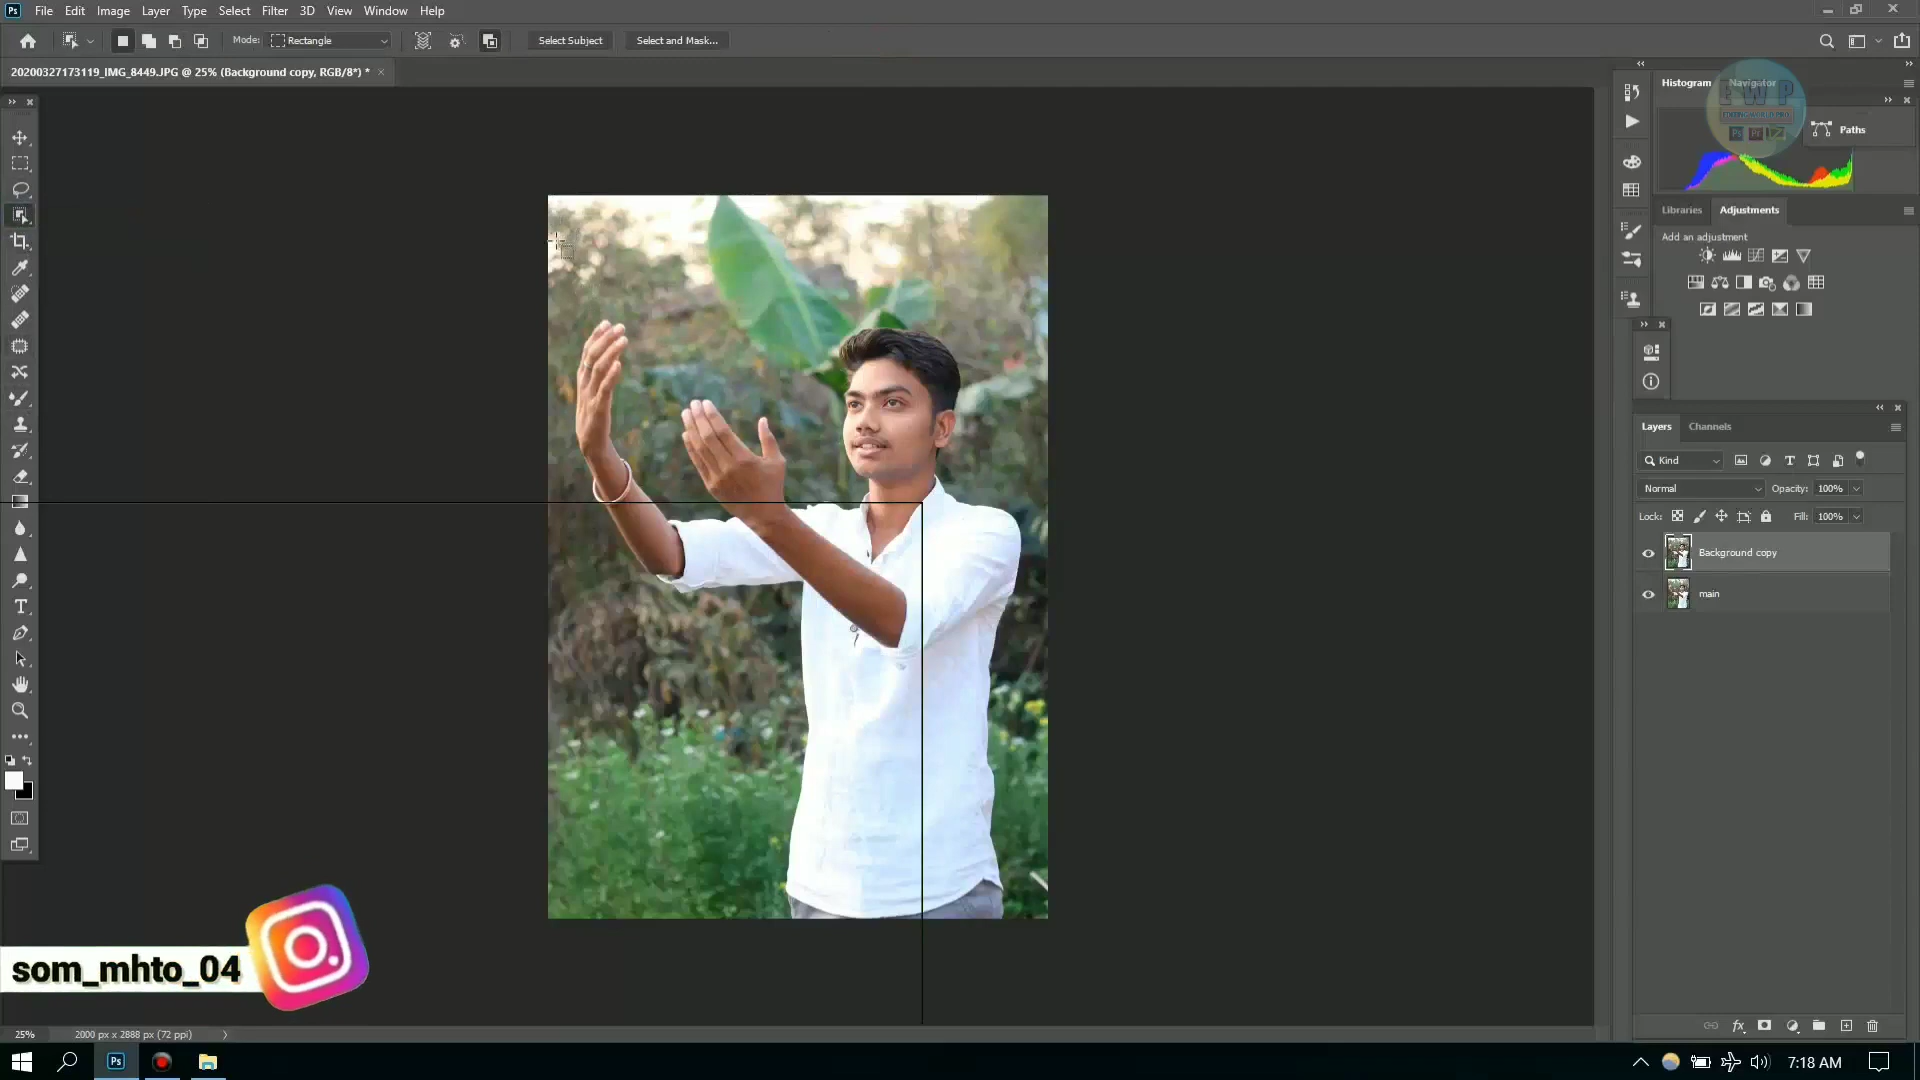 Ps File Edit Image Layer Type Select Filter 3D View Window Help
Mode: Rectangle Select Subject Select and Mask...
20200327173119_IMG_8449.JPG @ 25% (Background copy, RGB/8*) *
Histogram Navigator
Paths
Libraries Adjustments
Add an adjustment
Layers Channels
Kind
Normal Opacity: 100%
Lock: Fill: 100%
Background copy
main
som_mhto_04
25% 2000 px x 2888 px (72 ppi)
Ps 7:18 AM